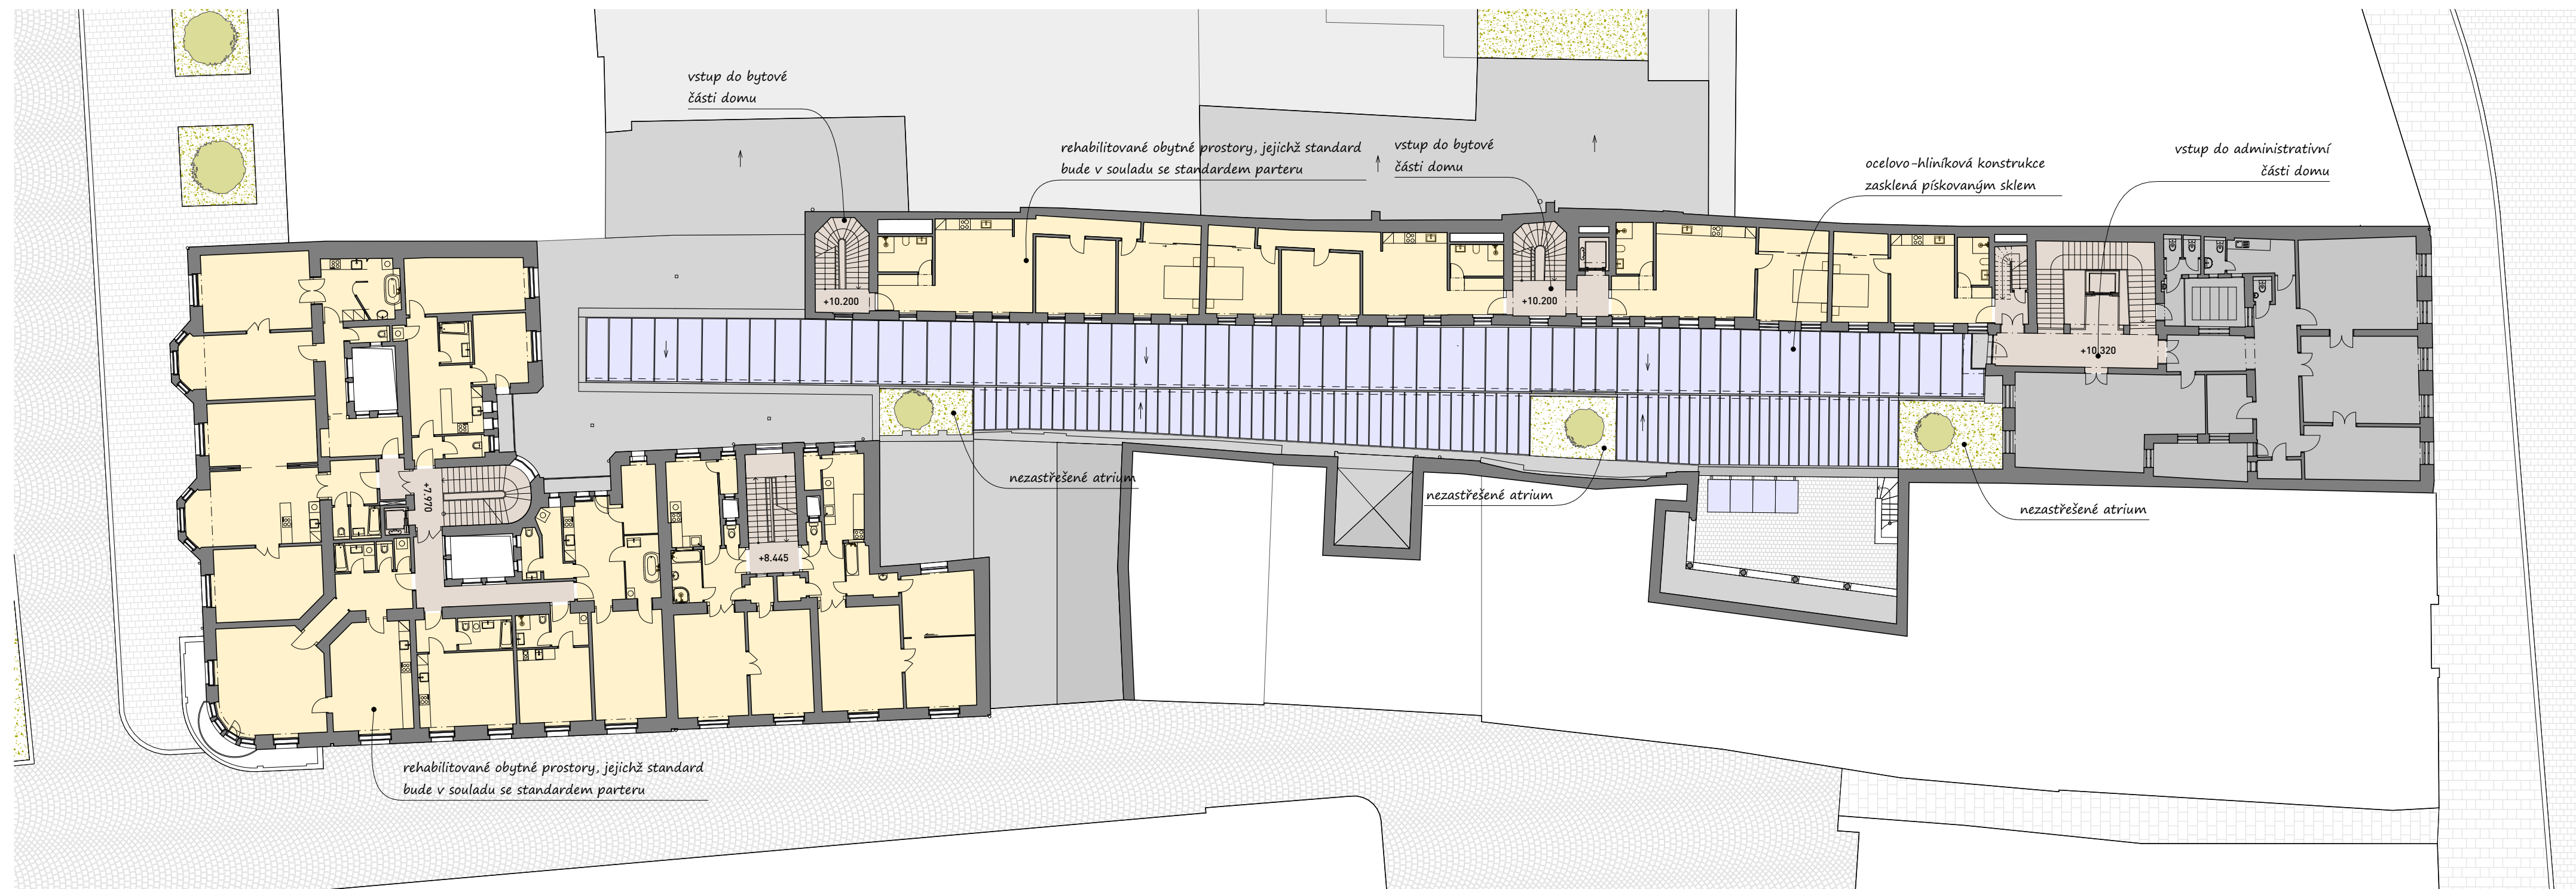 vstup do bytové
části domu
rehabilitované obytné prostory, jejichž standard
bude v souladu se standardem parteru
vstup do bytové
části domu
ocelovo-hliníková konstrukce
zasklená pískovaným sklem
vstup do administrativní
části domu
+10.200
+10.200
+10.320
nezastřešené atrium
nezastřešené atrium
nezastřešené atrium
+7.970
+8.445
rehabilitované obytné prostory, jejichž standard
bude v souladu se standardem parteru